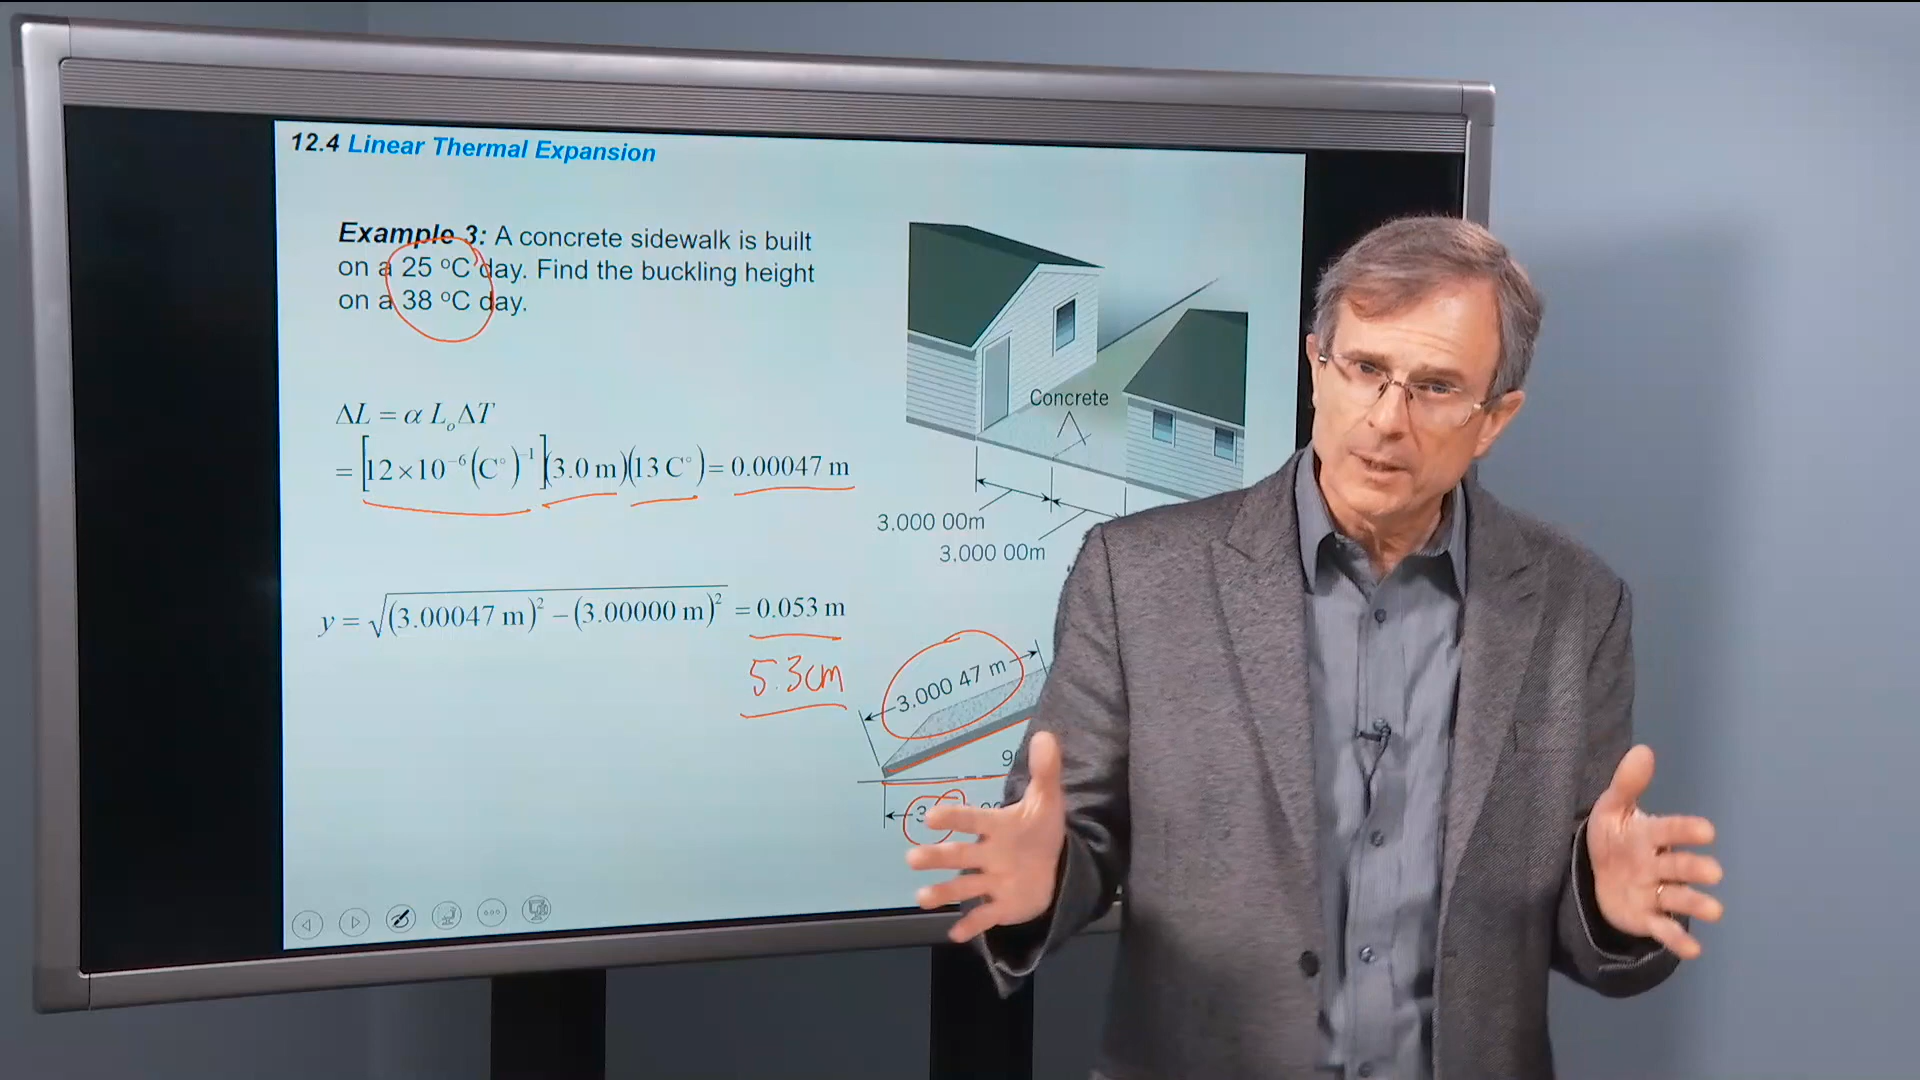 12.4 Linear Thermal Expansion
Example 3: A concrete sidewalk is built
on a 25 °C day. Find the buckling height
on a 38 °C day.
ΔL = α LₒΔT
= [12×10⁻⁶(C°)⁻¹](3.0 m)(13 C°) = 0.00047 m
y = √(3.00047 m)² – (3.00000 m)² = 0.053 m
5.3cm
Concrete
3.000 00m
3.000 00m
3.000 47 m